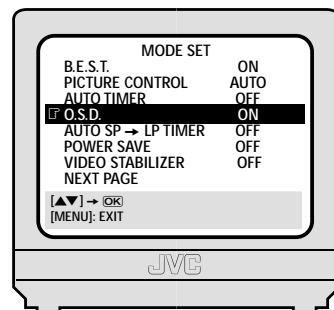 MODE SET
B.E.S.T. ON
PICTURE CONTROL AUTO
AUTO TIMER OFF
☞ O.S.D. ON
AUTO SP → LP TIMER OFF
POWER SAVE OFF
VIDEO STABILIZER OFF
NEXT PAGE
[▲▼] → OK
[MENU]: EXIT
JVC